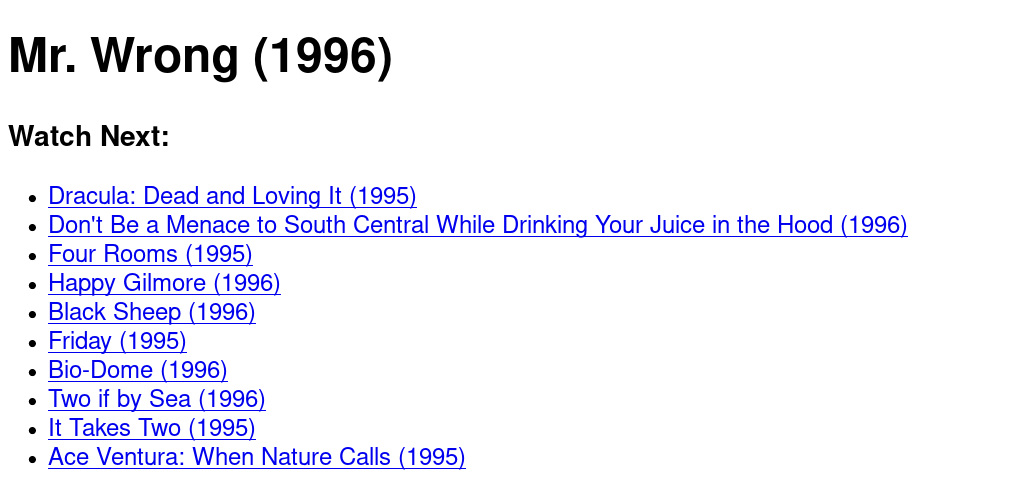 Mr. Wrong (1996)
Watch Next:
Dracula: Dead and Loving It (1995)
Don't Be a Menace to South Central While Drinking Your Juice in the Hood (1996)
Four Rooms (1995)
Happy Gilmore (1996)
Black Sheep (1996)
Friday (1995)
Bio-Dome (1996)
Two if by Sea (1996)
It Takes Two (1995)
Ace Ventura: When Nature Calls (1995)